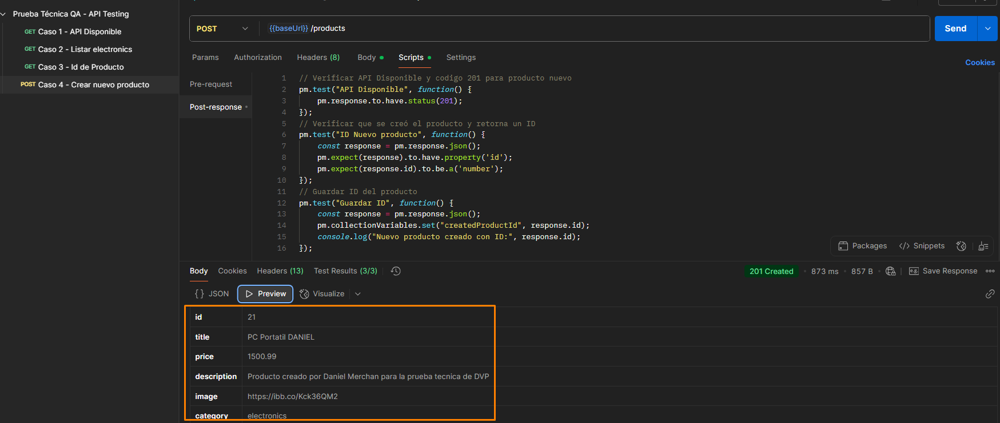 Prueba Técnica QA - API Testing
GET Caso 1 - API Disponible
GET Caso 2 - Listar electronics
GET Caso 3 - Id de Producto
POST Caso 4 - Crear nuevo producto
POST {{baseUrl}} /products Send
Params Authorization Headers (8) Body Scripts Settings
Cookies
Pre-request
Post-response
1 // Verificar API Disponible y codigo 201 para producto nuevo
2 pm.test("API Disponible", function() {
3 pm.response.to.have.status(201);
4 });
5 // Verificar que se creó el producto y retorna un ID
6 pm.test("ID Nuevo producto", function() {
7 const response = pm.response.json();
8 pm.expect(response).to.have.property('id');
9 pm.expect(response.id).to.be.a('number');
10 });
11 // Guardar ID del producto
12 pm.test("Guardar ID", function() {
13 const response = pm.response.json();
14 pm.collectionVariables.set("createdProductId", response.id);
15 console.log("Nuevo producto creado con ID:", response.id);
16 });
Packages </> Snippets
Body Cookies Headers (13) Test Results (3/3) 201 Created • 873 ms • 857 B e.g. Save Response
{} JSON Preview Visualize
id 21
title PC Portatil DANIEL
price 1500.99
description Producto creado por Daniel Merchan para la prueba tecnica de DVP
image https://ibb.co/Kck36QM2
category electronics